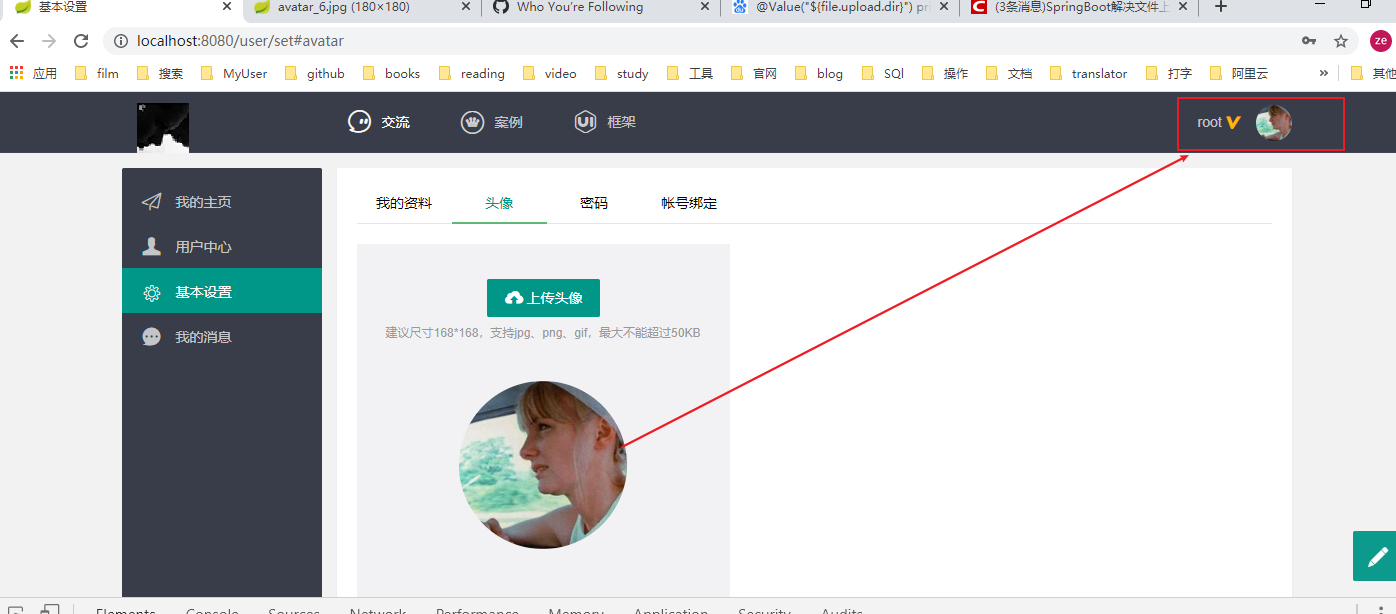 基本设置
avatar_6.jpg (180×180)
Who You're Following
@Value("${file.upload.dir}") pri
(3条消息)SpringBoot解决文件上
localhost:8080/user/set#avatar
ze
应用 film 搜索 MyUser github books reading video study 工具 官网 blog SQl 操作 文档 translator 打字 阿里云 » 其他
交流 案例 UI 框架
root
我的主页
用户中心
基本设置
我的消息
我的资料 头像 密码 帐号绑定
上传头像
建议尺寸168*168，支持jpg、png、gif，最大不能超过50KB
Elements Console Sources Network Performance Memory Application Security Audits